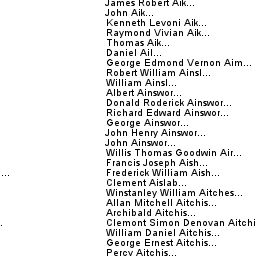 James Robert Aik...
John Aik...
Kenneth Levoni Aik...
Raymond Vivian Aik...
Thomas Aik...
Daniel Ail...
George Edmond Vernon Aim...
Robert William Ainsl...
William Ainsl...
Albert Ainswor...
Donald Roderick Ainswor...
Richard Edward Ainswor...
George Ainswor...
John Henry Ainswor...
John Ainswor...
Willis Thomas Goodwin Air...
Francis Joseph Aish...
... Frederick William Aish...
Clement Aislab...
Winstanley William Aitches...
Allan Mitchell Aitchis...
Archibald Aitchis...
Clemont Simon Denovan Aitchi
William Daniel Aitchis...
George Ernest Aitchis...
Percy Aitchis...